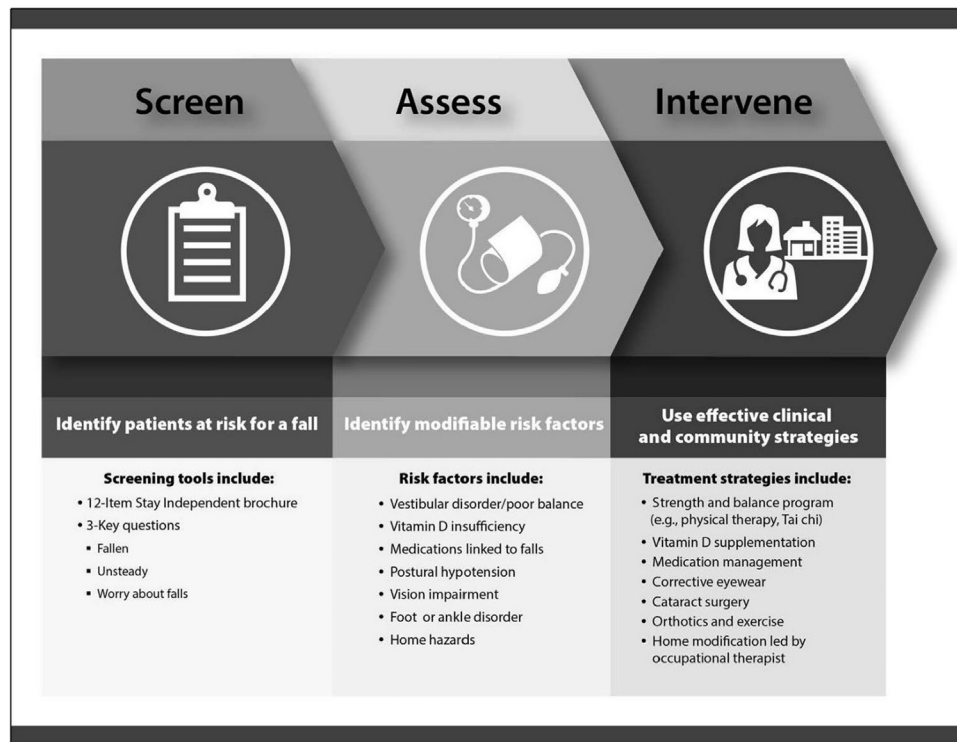 Screen
Assess
Intervene
Identify patients at risk for a fall
Screening tools include:
• 12-Item Stay Independent brochure
• 3-Key questions
▪ Fallen
▪ Unsteady
▪ Worry about falls
Identify modifiable risk factors
Risk factors include:
• Vestibular disorder/poor balance
• Vitamin D insufficiency
• Medications linked to falls
• Postural hypotension
• Vision impairment
• Foot or ankle disorder
• Home hazards
Use effective clinical
and community strategies
Treatment strategies include:
• Strength and balance program
(e.g., physical therapy, Tai chi)
• Vitamin D supplementation
• Medication management
• Corrective eyewear
• Cataract surgery
• Orthotics and exercise
• Home modification led by
occupational therapist